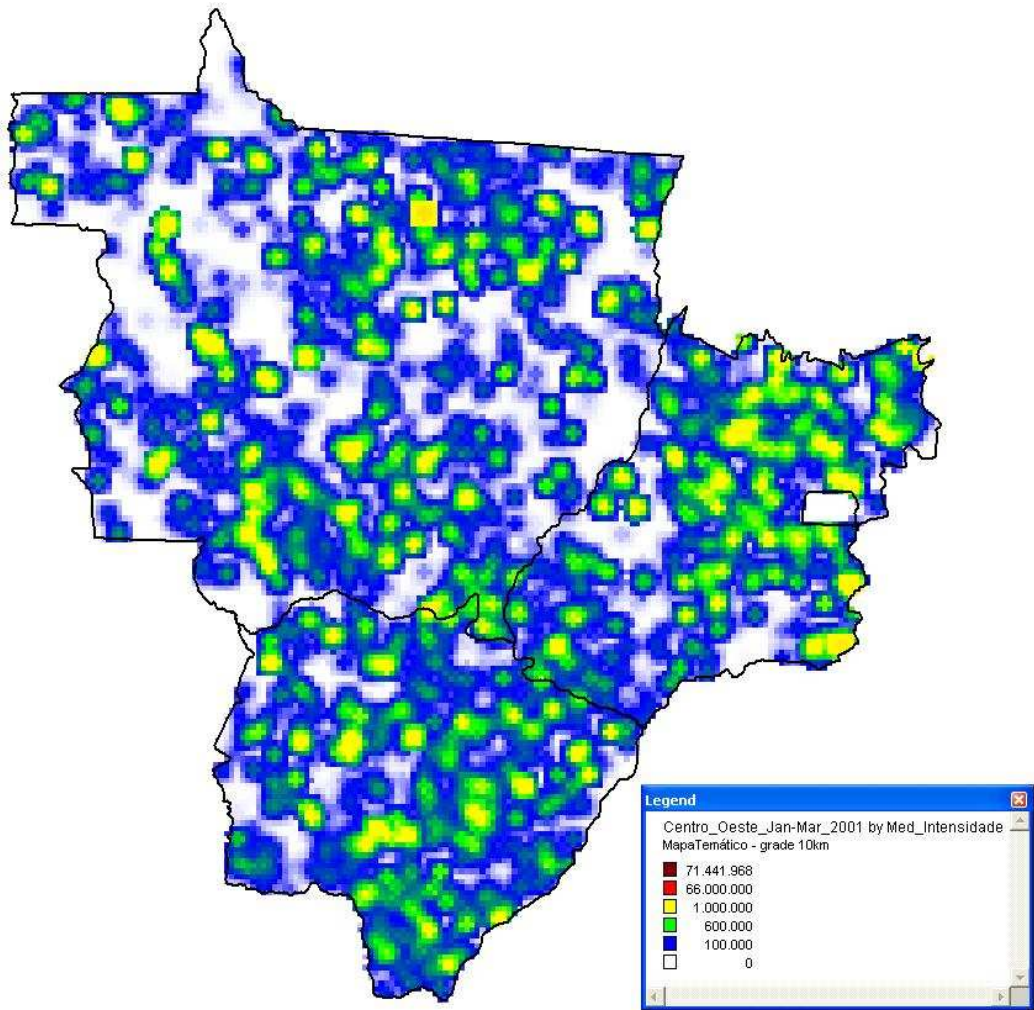 Legend
Centro_Oeste_Jan-Mar_2001 by Med_Intensidade
MapaTemático - grade 10km
71.441.968
66.000.000
1.000.000
600.000
100.000
0